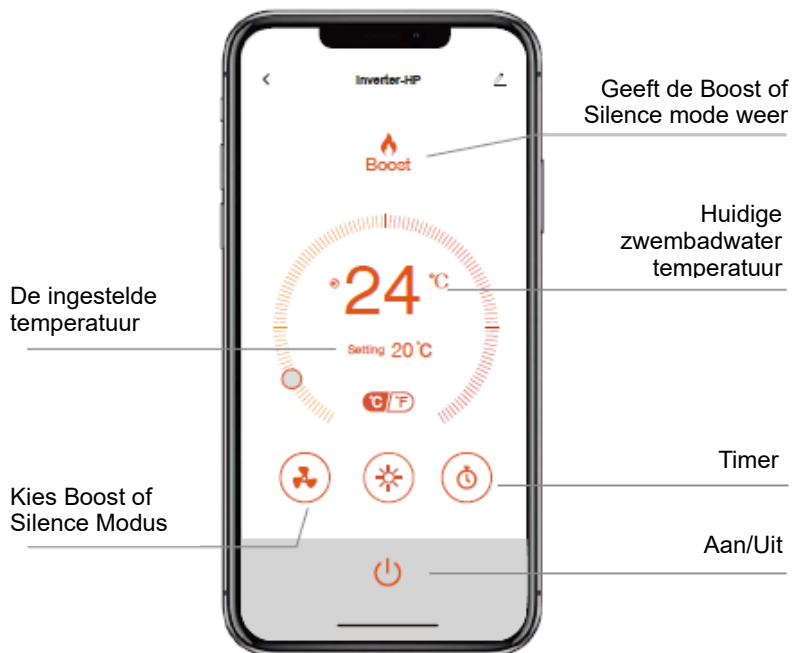 Inverter-HP
Geeft de Boost of
Silence mode weer
Boost
Huidige
zwembadwater
temperatuur
24 °C
De ingestelde
temperatuur
Setting 20 °C
°C/°F
Timer
Kies Boost of
Silence Modus
Aan/Uit